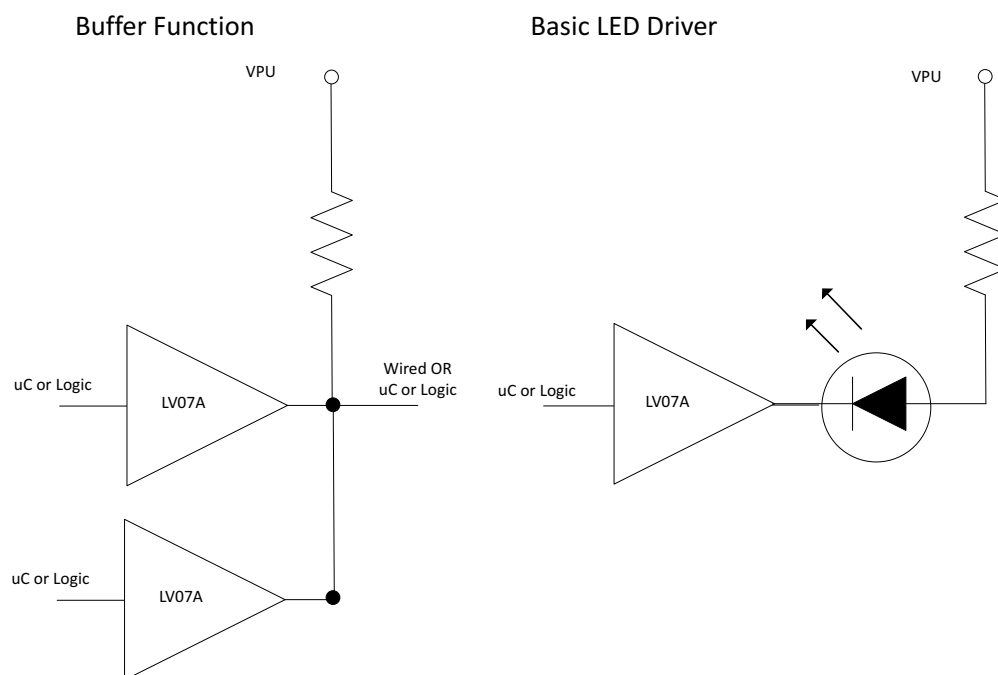 Buffer Function
VPU
uC or Logic
LV07A
Wired OR
uC or Logic
uC or Logic
LV07A
Basic LED Driver
VPU
uC or Logic
LV07A